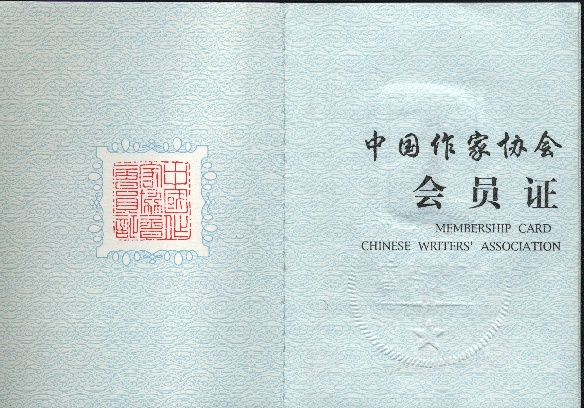 中国作家协会
会员证
MEMBERSHIP CARD
CHINESE WRITERS' ASSOCIATION